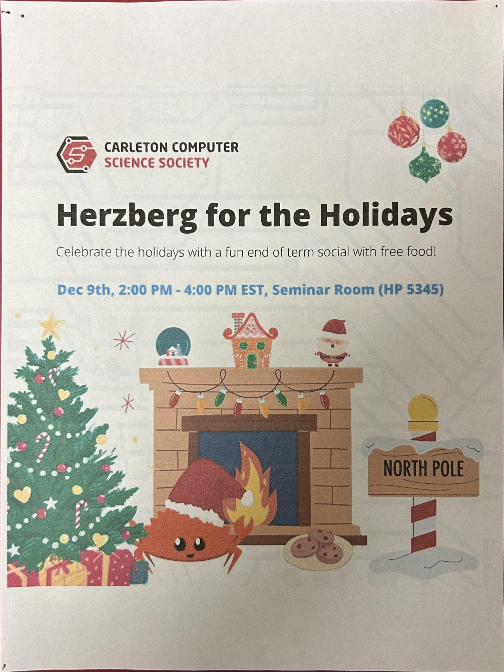 CARLETON COMPUTER
SCIENCE SOCIETY
Herzberg for the Holidays
Celebrate the holidays with a fun end of term social with free food!
Dec 9th, 2:00 PM - 4:00 PM EST, Seminar Room (HP 5345)
NORTH POLE